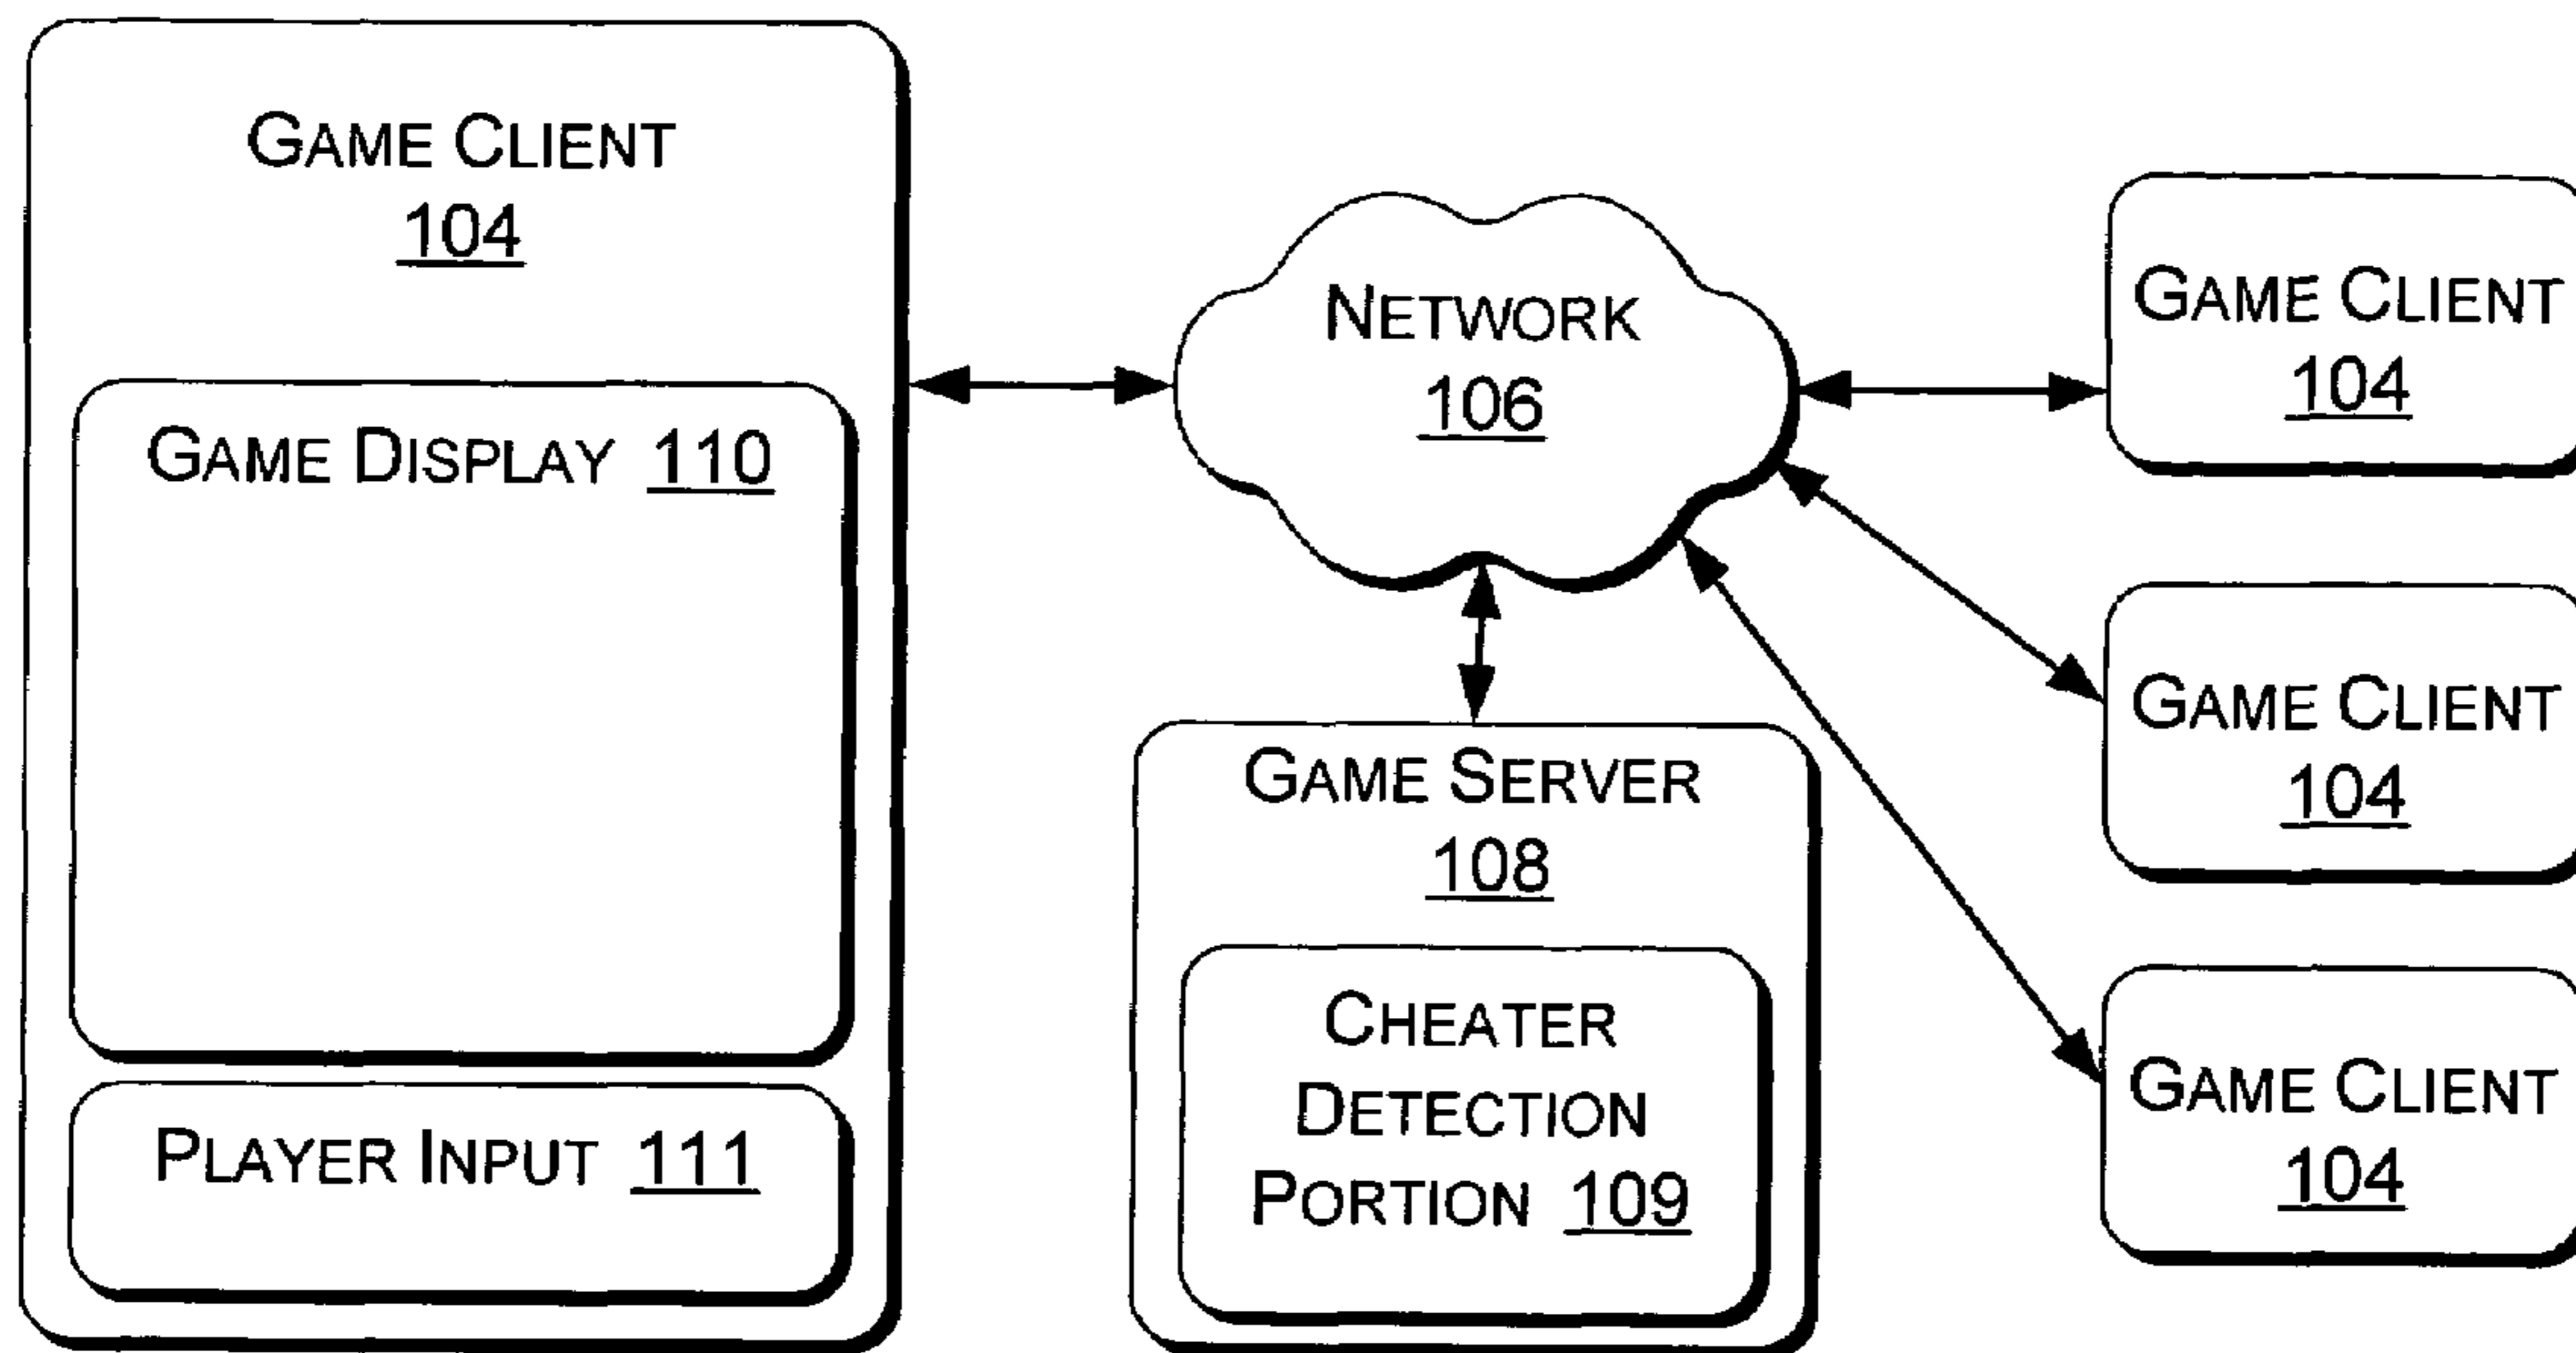 GAME CLIENT
104
GAME DISPLAY 110
PLAYER INPUT 111
NETWORK
106
GAME SERVER
108
CHEATER
DETECTION
PORTION 109
GAME CLIENT
104
GAME CLIENT
104
GAME CLIENT
104